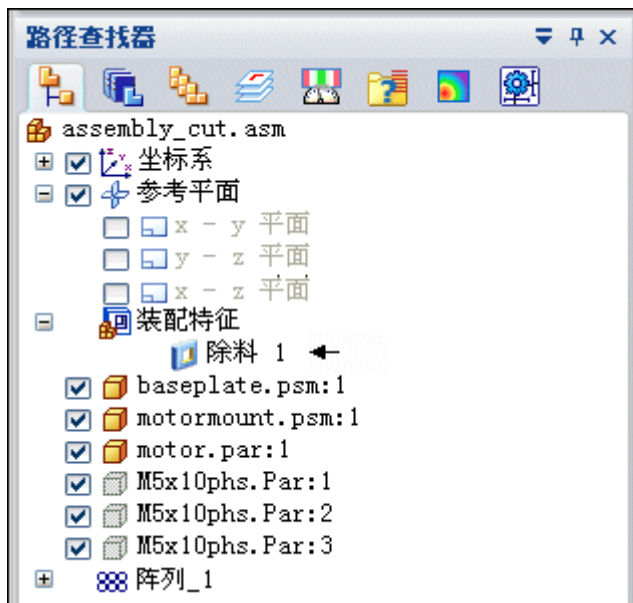 路径查找器
assembly_cut.asm
坐标系
参考平面
x - y 平面
y - z 平面
x - z 平面
装配特征
除料 1
baseplate.psm:1
motormount.psm:1
motor.par:1
M5x10phs.Par:1
M5x10phs.Par:2
M5x10phs.Par:3
阵列_1